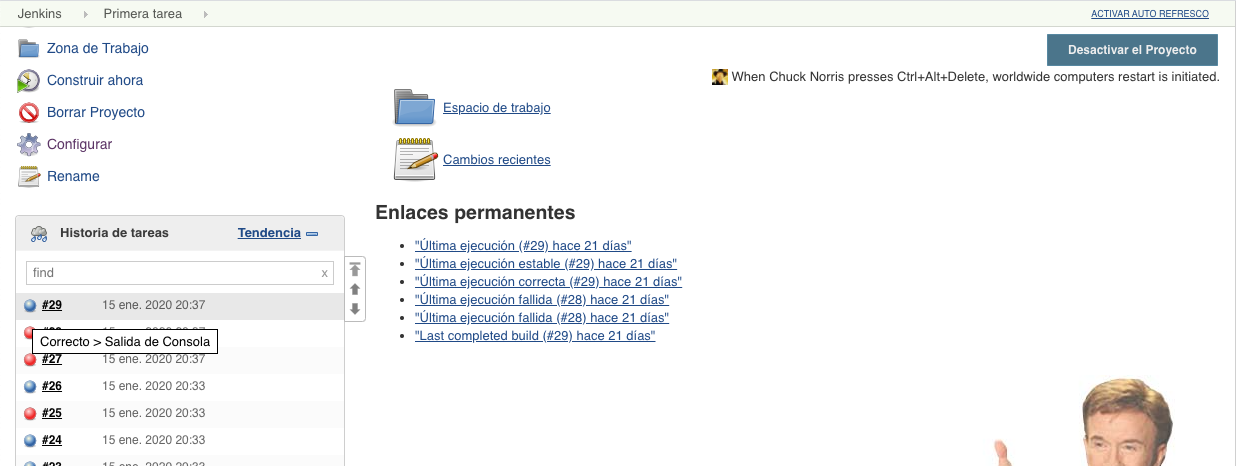 Jenkins Primera tarea ACTIVAR AUTO REFRESCO
Zona de Trabajo
Construir ahora
Borrar Proyecto
Configurar
Rename
Desactivar el Proyecto
When Chuck Norris presses Ctrl+Alt+Delete, worldwide computers restart is initiated.
Espacio de trabajo
Cambios recientes
Enlaces permanentes
"Última ejecución (#29) hace 21 días"
"Última ejecución estable (#29) hace 21 días"
"Última ejecución correcta (#29) hace 21 días"
"Última ejecución fallida (#28) hace 21 días"
"Última ejecución fallida (#28) hace 21 días"
"Last completed build (#29) hace 21 días"
Historia de tareas Tendencia
find x
#29 15 ene. 2020 20:37
Correcto > Salida de Consola
#27 15 ene. 2020 20:37
#26 15 ene. 2020 20:33
#25 15 ene. 2020 20:33
#24 15 ene. 2020 20:33